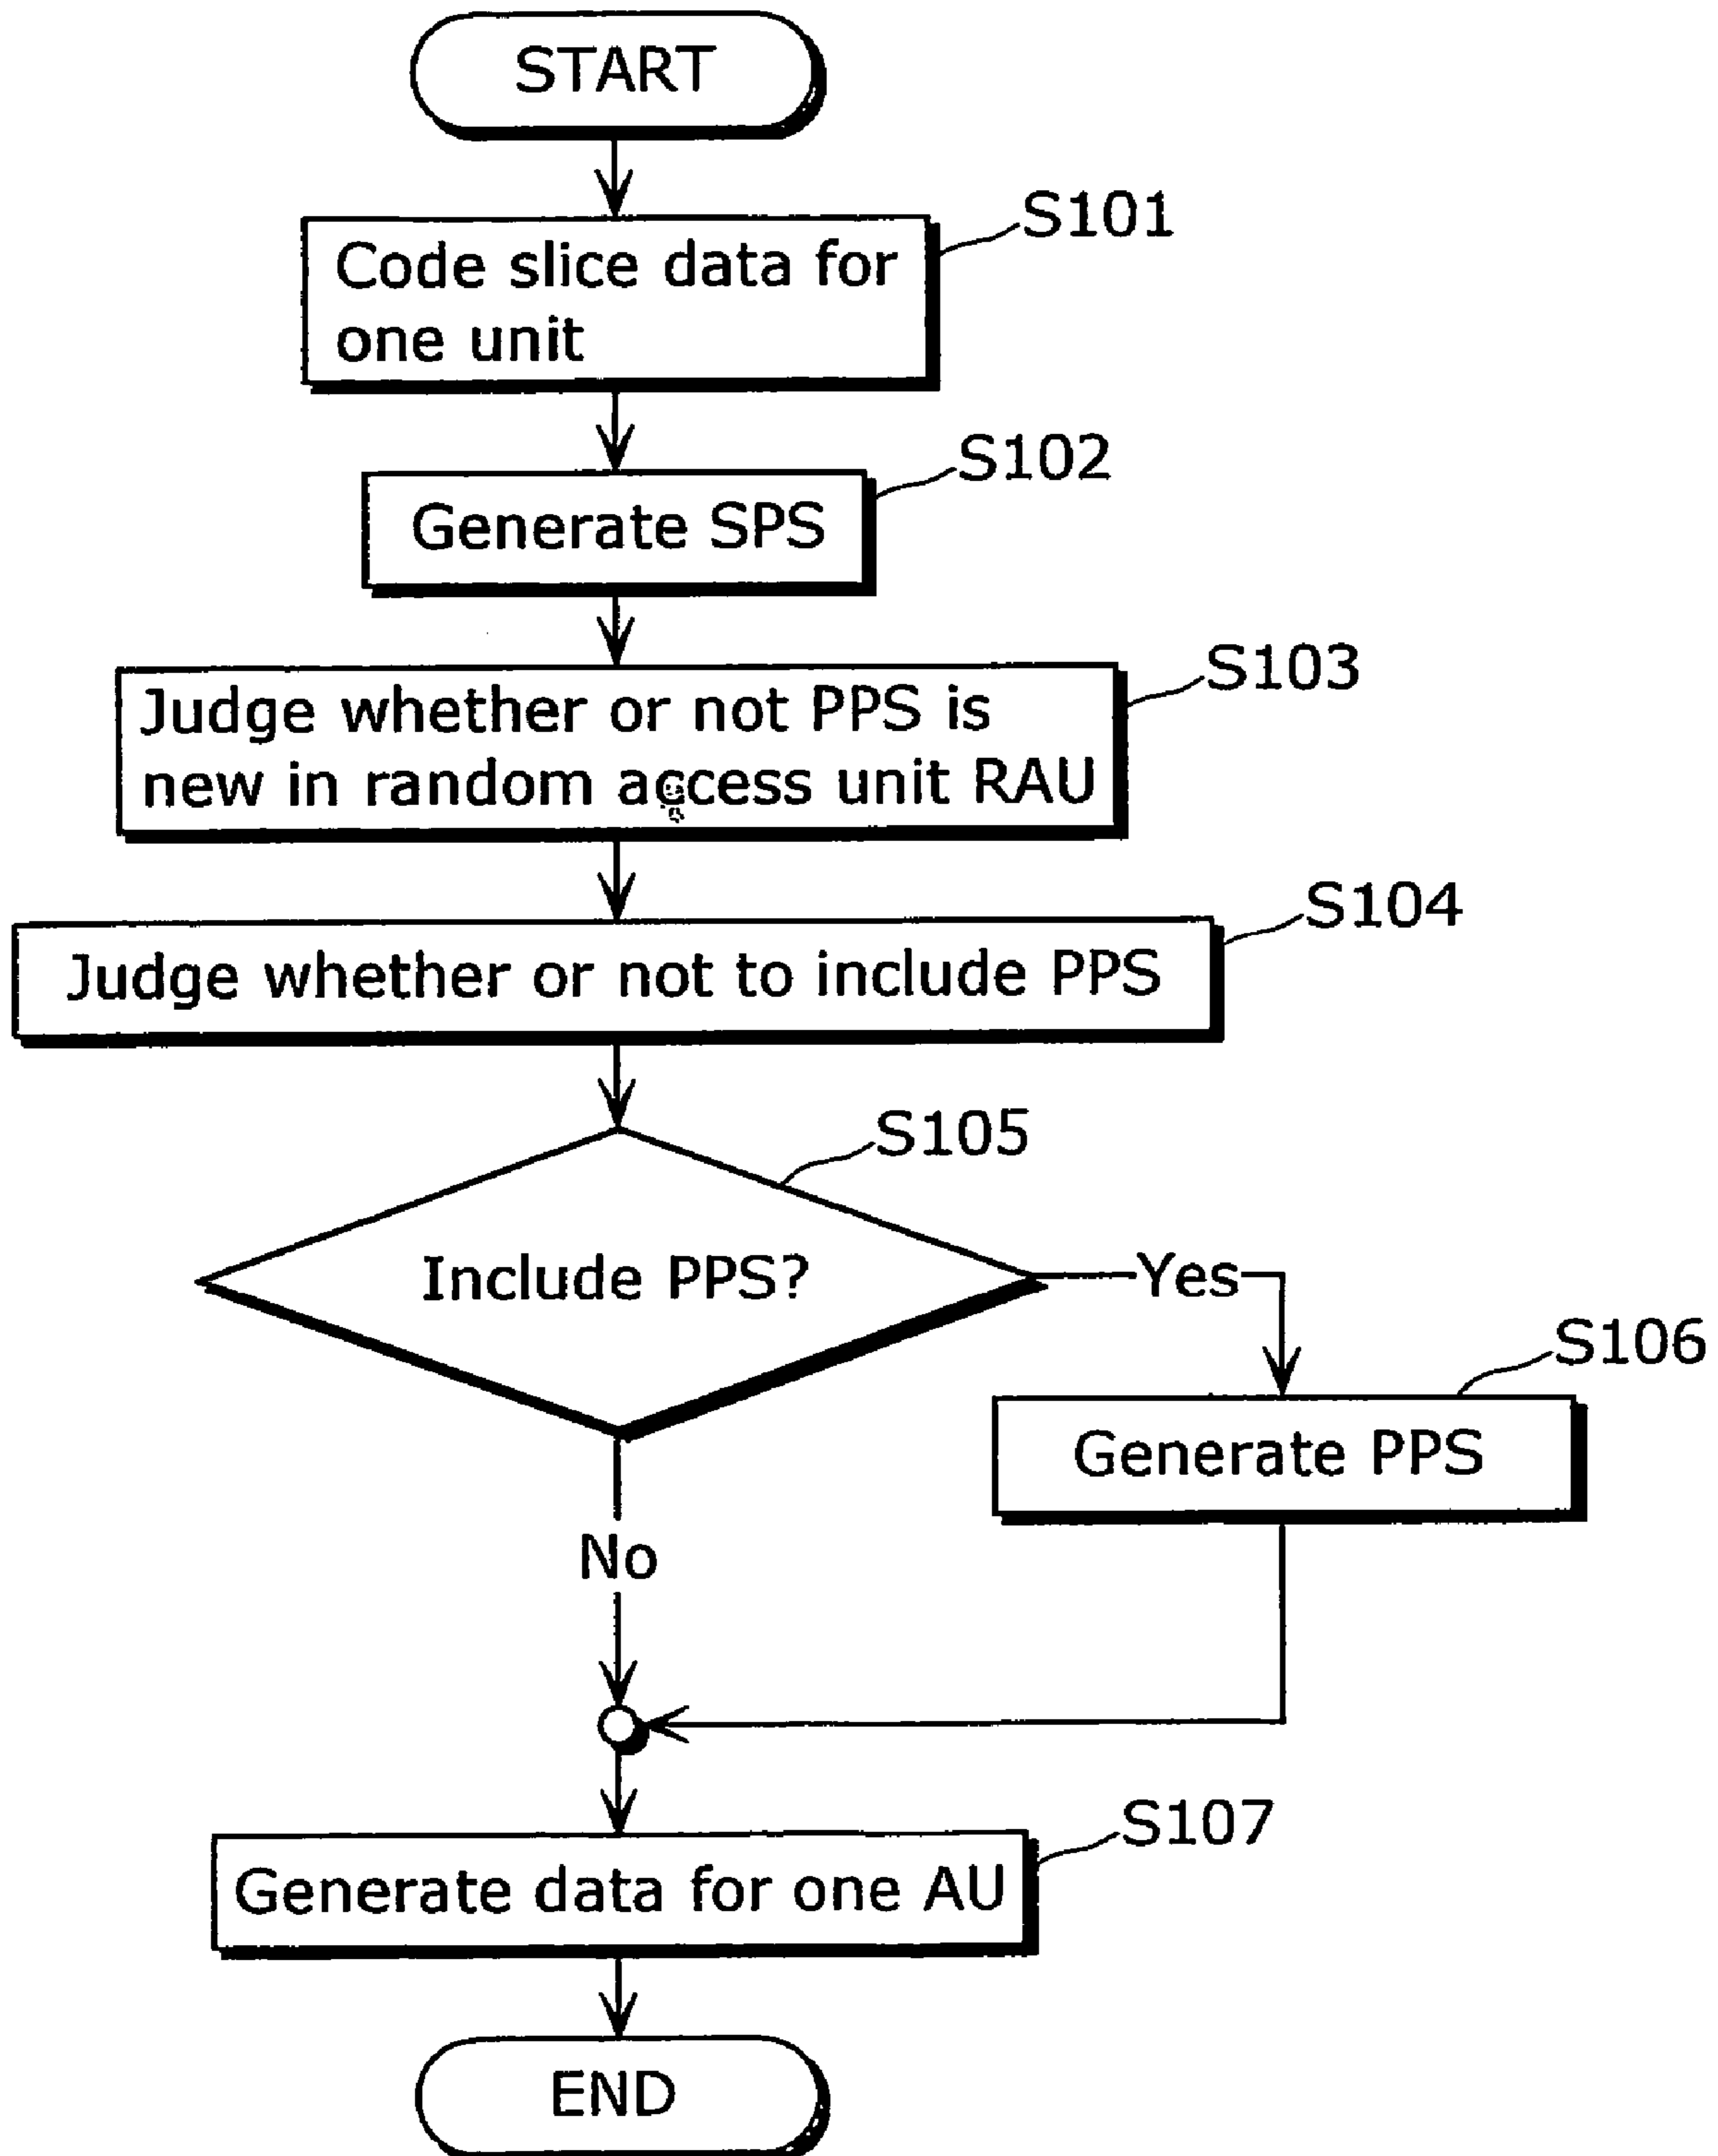 START
S101
Code slice data for
one unit
S102
Generate SPS
S103
Judge whether or not PPS is
new in random access unit RAU
S104
Judge whether or not to include PPS
S105
Include PPS?
Yes
S106
Generate PPS
No
S107
Generate data for one AU
END